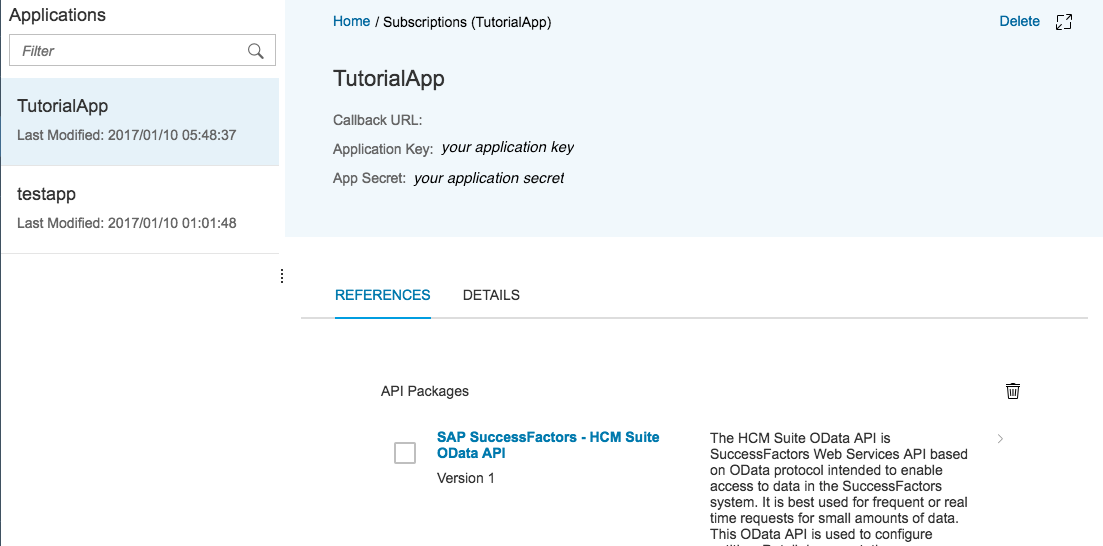 Applications
Filter
TutorialApp
Last Modified: 2017/01/10 05:48:37
testapp
Last Modified: 2017/01/10 01:01:48
Home / Subscriptions (TutorialApp)
Delete
TutorialApp
Callback URL:
Application Key: your application key
App Secret: your application secret
REFERENCES
DETAILS
API Packages
SAP SuccessFactors - HCM Suite
OData API
Version 1
The HCM Suite OData API is
SuccessFactors Web Services API based
on OData protocol intended to enable
access to data in the SuccessFactors
system. It is best used for frequent or real
time requests for small amounts of data.
This OData API is used to configure